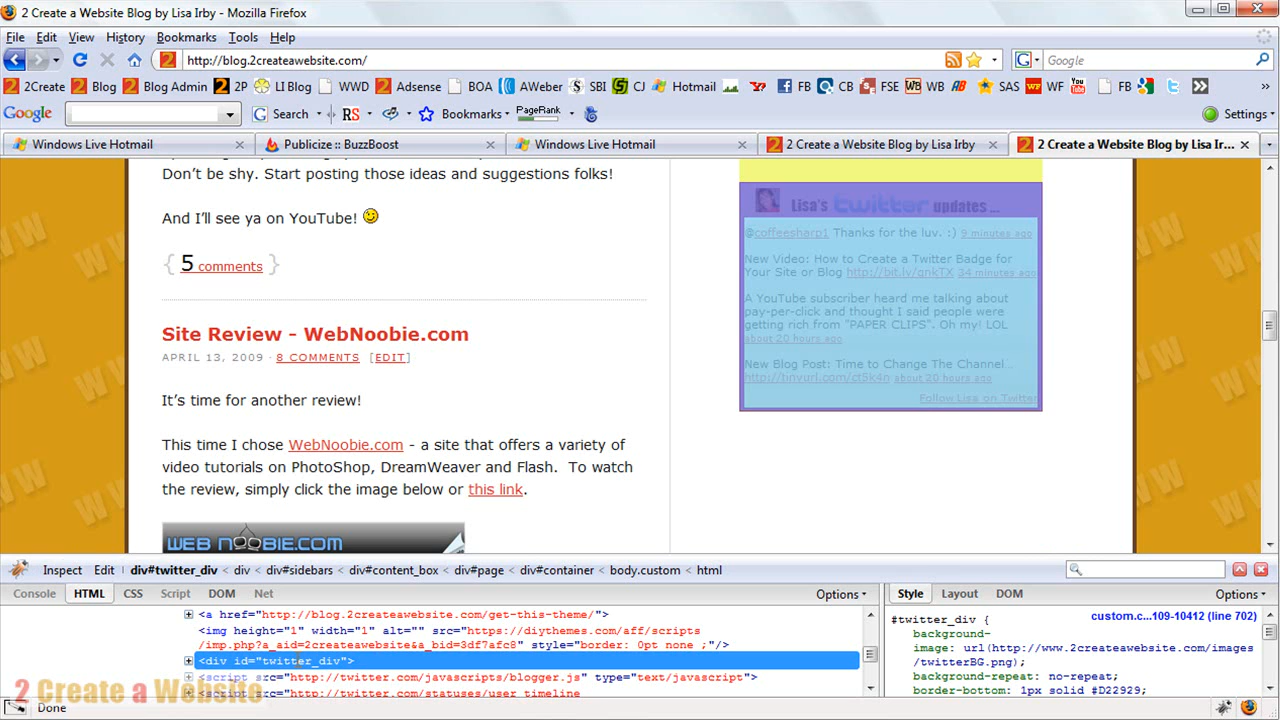 2 Create a Website Blog by Lisa Irby - Mozilla Firefox
File Edit View History Bookmarks Tools Help
http://blog.2createawebsite.com/
Google
2Create Blog Blog Admin 2P LI Blog WWD Adsense BOA AWeber SBI CJ Hotmail FB CB FSE WB AB SAS WF FB
Google Search RS Bookmarks PageRank Settings
Windows Live Hotmail Publicize :: BuzzBoost Windows Live Hotmail 2 Create a Website Blog by Lisa Irby 2 Create a Website Blog by Lisa Ir...
Don't be shy. Start posting those ideas and suggestions folks!
And I'll see ya on YouTube!
{ 5 comments }
Site Review - WebNoobie.com
APRIL 13, 2009 · 8 COMMENTS [EDIT]
It's time for another review!
This time I chose WebNoobie.com - a site that offers a variety of
video tutorials on PhotoShop, DreamWeaver and Flash. To watch
the review, simply click the image below or this link.
WEB NOOBIE.COM
Lisa's twitter updates ...
@coffeesharp1 Thanks for the luv. :) 9 minutes ago
New Video: How to Create a Twitter Badge for
Your Site or Blog http://bit.ly/qnkTX 34 minutes ago
A YouTube subscriber heard me talking about
pay-per-click and thought I said people were
getting rich from "PAPER CLIPS". Oh my! LOL
about 20 hours ago
New Blog Post: Time to Change The Channel...
http://tinyurl.com/ct5k4n about 20 hours ago
Follow Lisa on Twitter
Inspect Edit div#twitter_div < div < div#sidebars < div#content_box < div#page < div#container < body.custom < html
Console HTML CSS Script DOM Net Options
<a href="http://blog.2createawebsite.com/get-this-theme/">
<img height="1" width="1" alt="" src="https://diythemes.com/aff/scripts
/imp.php?a_aid=2createawebsite&a_bid=3df7afc8" style="border: 0pt none ;"/>
<div id="twitter_div">
<script src="http://twitter.com/javascripts/blogger.js" type="text/javascript">
<script src="http://twitter.com/statuses/user_timeline
Style Layout DOM Options
#twitter_div { custom.c...109-10412 (line 702)
background-
image: url(http://www.2createawebsite.com/images
/twitterBG.png);
background-repeat: no-repeat;
border-bottom: 1px solid #D22929;
2 Create a Website
Done